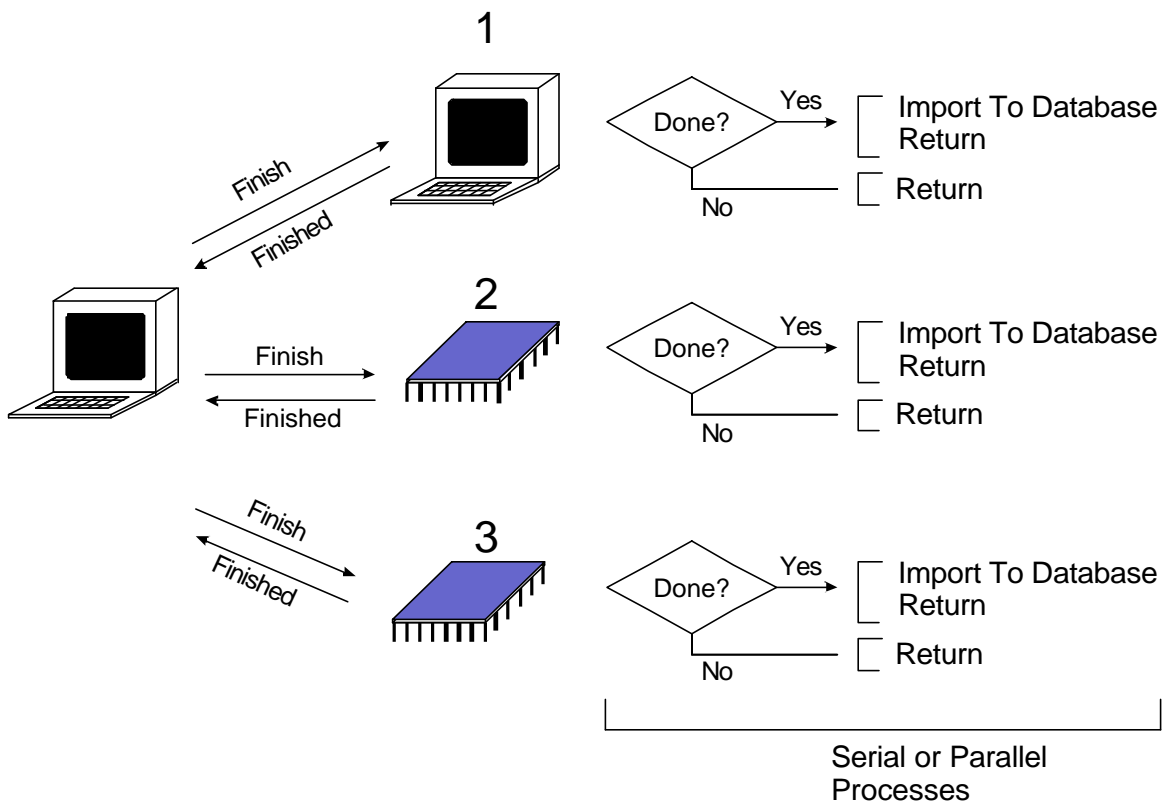 1
Finish
Finished
Done?
Yes
Import To Database
Return
No
Return
2
Finish
Finished
Done?
Yes
Import To Database
Return
No
Return
3
Finish
Finished
Done?
Yes
Import To Database
Return
No
Return
Serial or Parallel
Processes